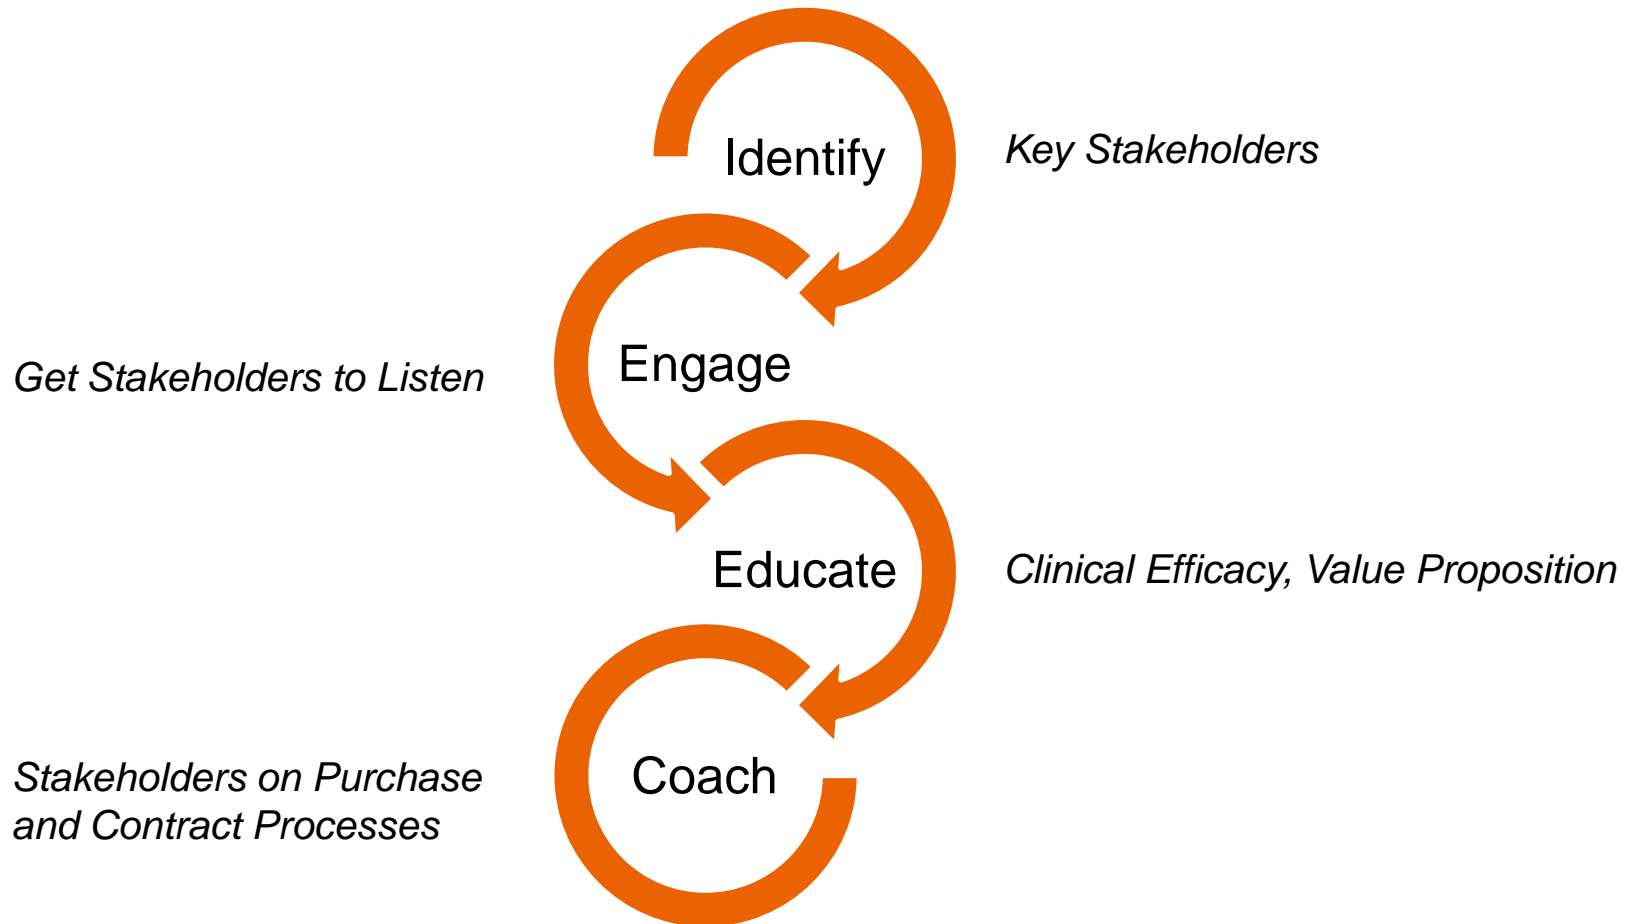 Identify
Key Stakeholders
Get Stakeholders to Listen
Engage
Educate
Clinical Efficacy, Value Proposition
Stakeholders on Purchase
and Contract Processes
Coach